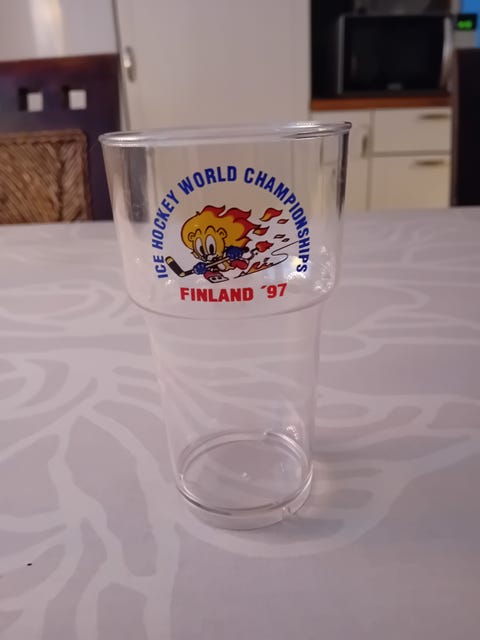 ICE HOCKEY WORLD CHAMPIONSHIPS
FINLAND ´97